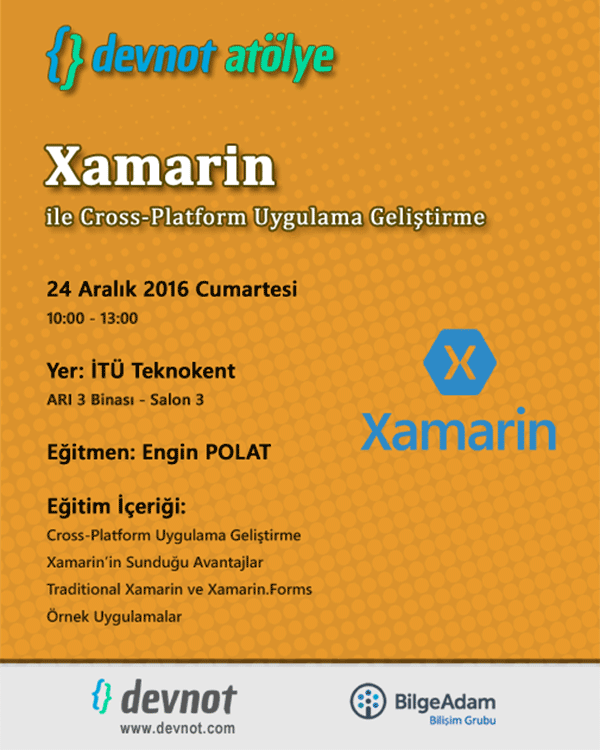 {} devnot atölye
Xamarin
ile Cross-Platform Uygulama Geliştirme
24 Aralık 2016 Cumartesi
10:00 - 13:00
Yer: İTÜ Teknokent
ARI 3 Binası - Salon 3
Eğitmen: Engin POLAT
Eğitim İçeriği:
Cross-Platform Uygulama Geliştirme
Xamarin'in Sunduğu Avantajlar
Traditional Xamarin ve Xamarin.Forms
Örnek Uygulamalar
X
Xamarin
{} devnot
www.devnot.com
BilgeAdam
Bilişim Grubu